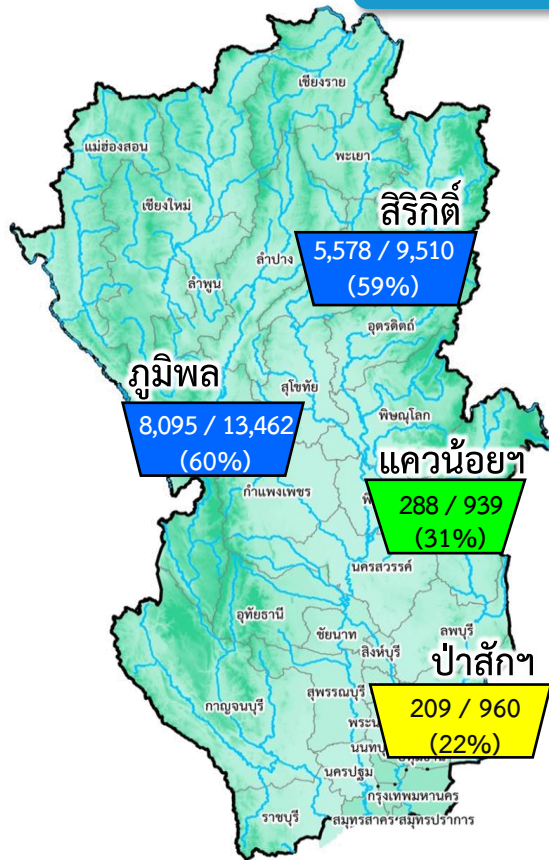 เชียงราย
แม่ฮ่องสอน
พะเยา
เชียงใหม่
สิริกิติ์
5,578 / 9,510
(59%)
ลำปาง
ลำพูน
อุตรดิตถ์
ภูมิพล
8,095 / 13,462
(60%)
สุโขทัย
พิษณุโลก
แควน้อยฯ
288 / 939
(31%)
กำแพงเพชร
นครสวรรค์
อุทัยธานี
ชัยนาท
ลพบุรี
สิงห์บุรี
ป่าสักฯ
209 / 960
(22%)
สุพรรณบุรี
กาญจนบุรี
นครปฐม
กรุงเทพมหานคร
ราชบุรี
สมุทรสาคร
สมุทรปราการ